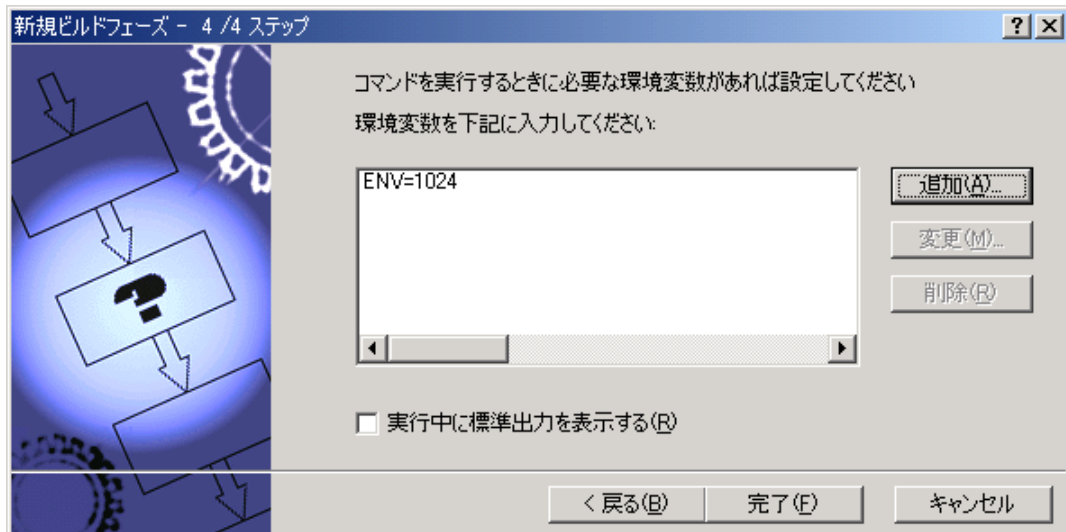 新規ビルドフェーズ - 4 /4 ステップ
コマンドを実行するときに必要な環境変数があれば設定してください
環境変数を下記に入力してください:
ENV=1024
追加(A)...
変更(M)...
削除(R)
実行中に標準出力を表示する(R)
< 戻る(B)
完了(F)
キャンセル